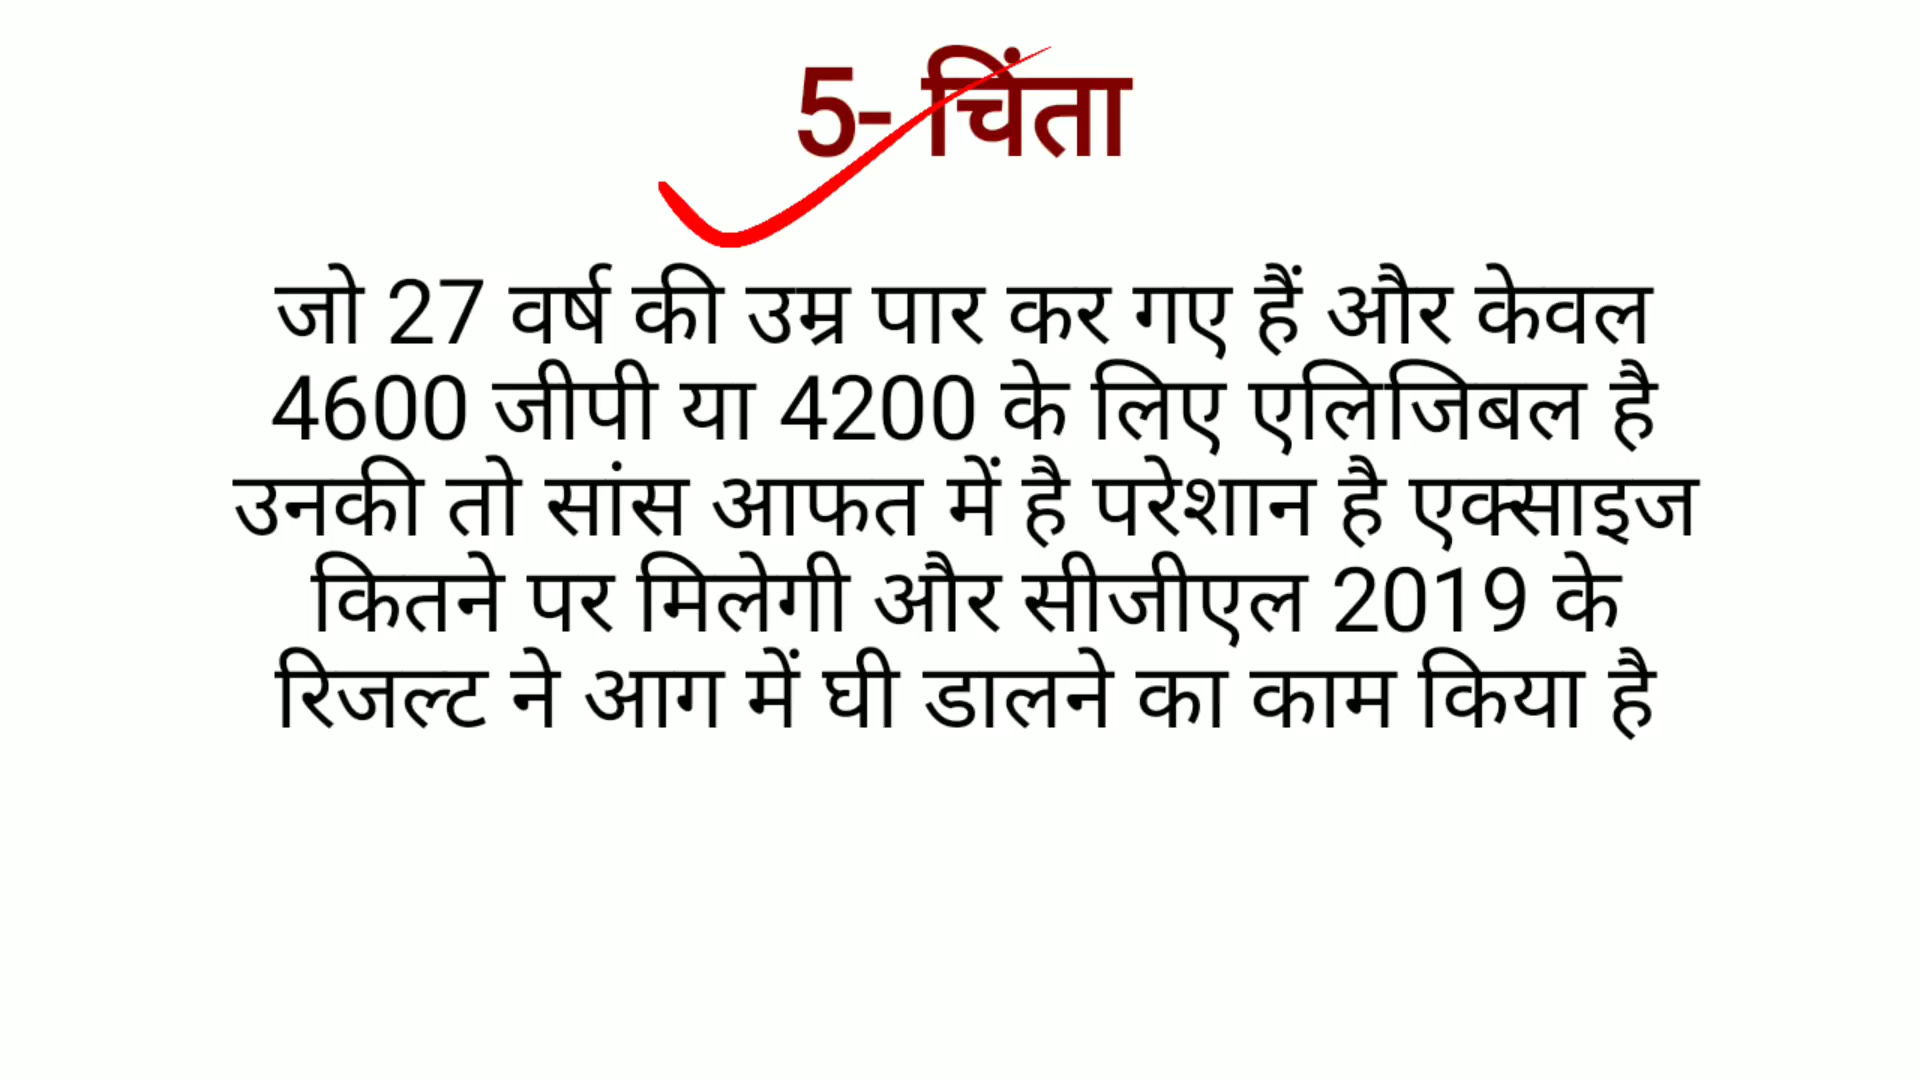 5- चिंता
जो 27 वर्ष की उम्र पार कर गए हैं और केवल
4600 जीपी या 4200 के लिए एलिजिबल है
उनकी तो सांस आफत में है परेशान है एक्साइज
कितने पर मिलेगी और सीजीएल 2019 के
रिजल्ट ने आग में घी डालने का काम किया है